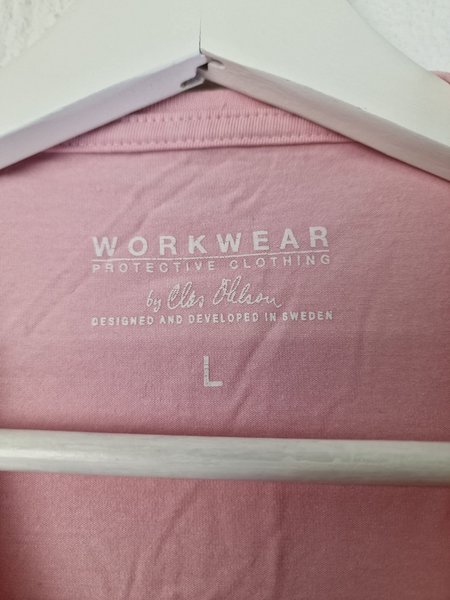 WORKWEAR
PROTECTIVE CLOTHING
by Clas Ohlson
DESIGNED AND DEVELOPED IN SWEDEN
L